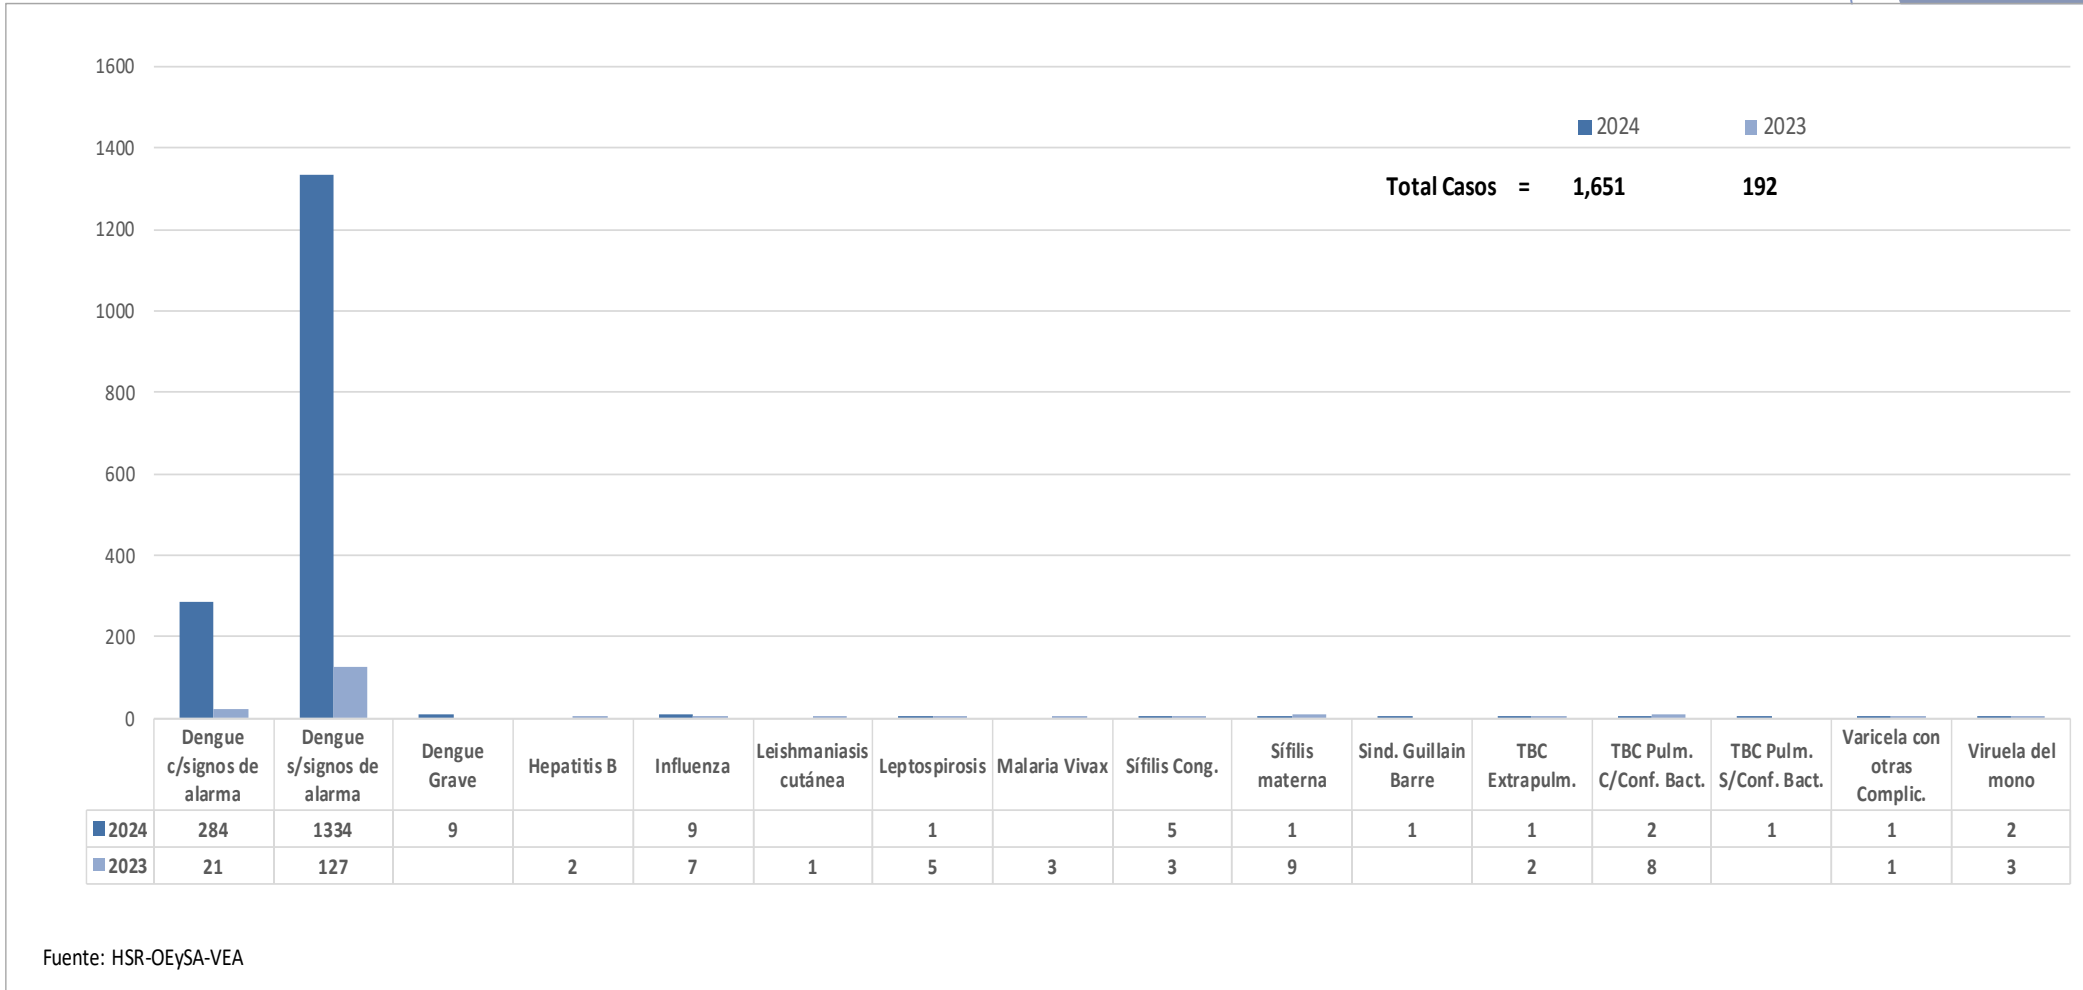 1600
2024 2023
1400
Total Casos = 1,651 192
1200
1000
800
600
400
200
0
Dengue c/signos de alarma
Dengue s/signos de alarma
Dengue Grave
Hepatitis B
Influenza
Leishmaniasis cutánea
Leptospirosis
Malaria Vivax
Sífilis Cong.
Sífilis materna
Sind. Guillain Barre
TBC Extrapulm.
TBC Pulm. C/Conf. Bact.
TBC Pulm. S/Conf. Bact.
Varicela con otras Complic.
Viruela del mono
2024 284 1334 9 9 1 5 1 1 1 2 1 1 2
2023 21 127 2 7 1 5 3 3 9 2 8 1 3
Fuente: HSR-OEySA-VEA